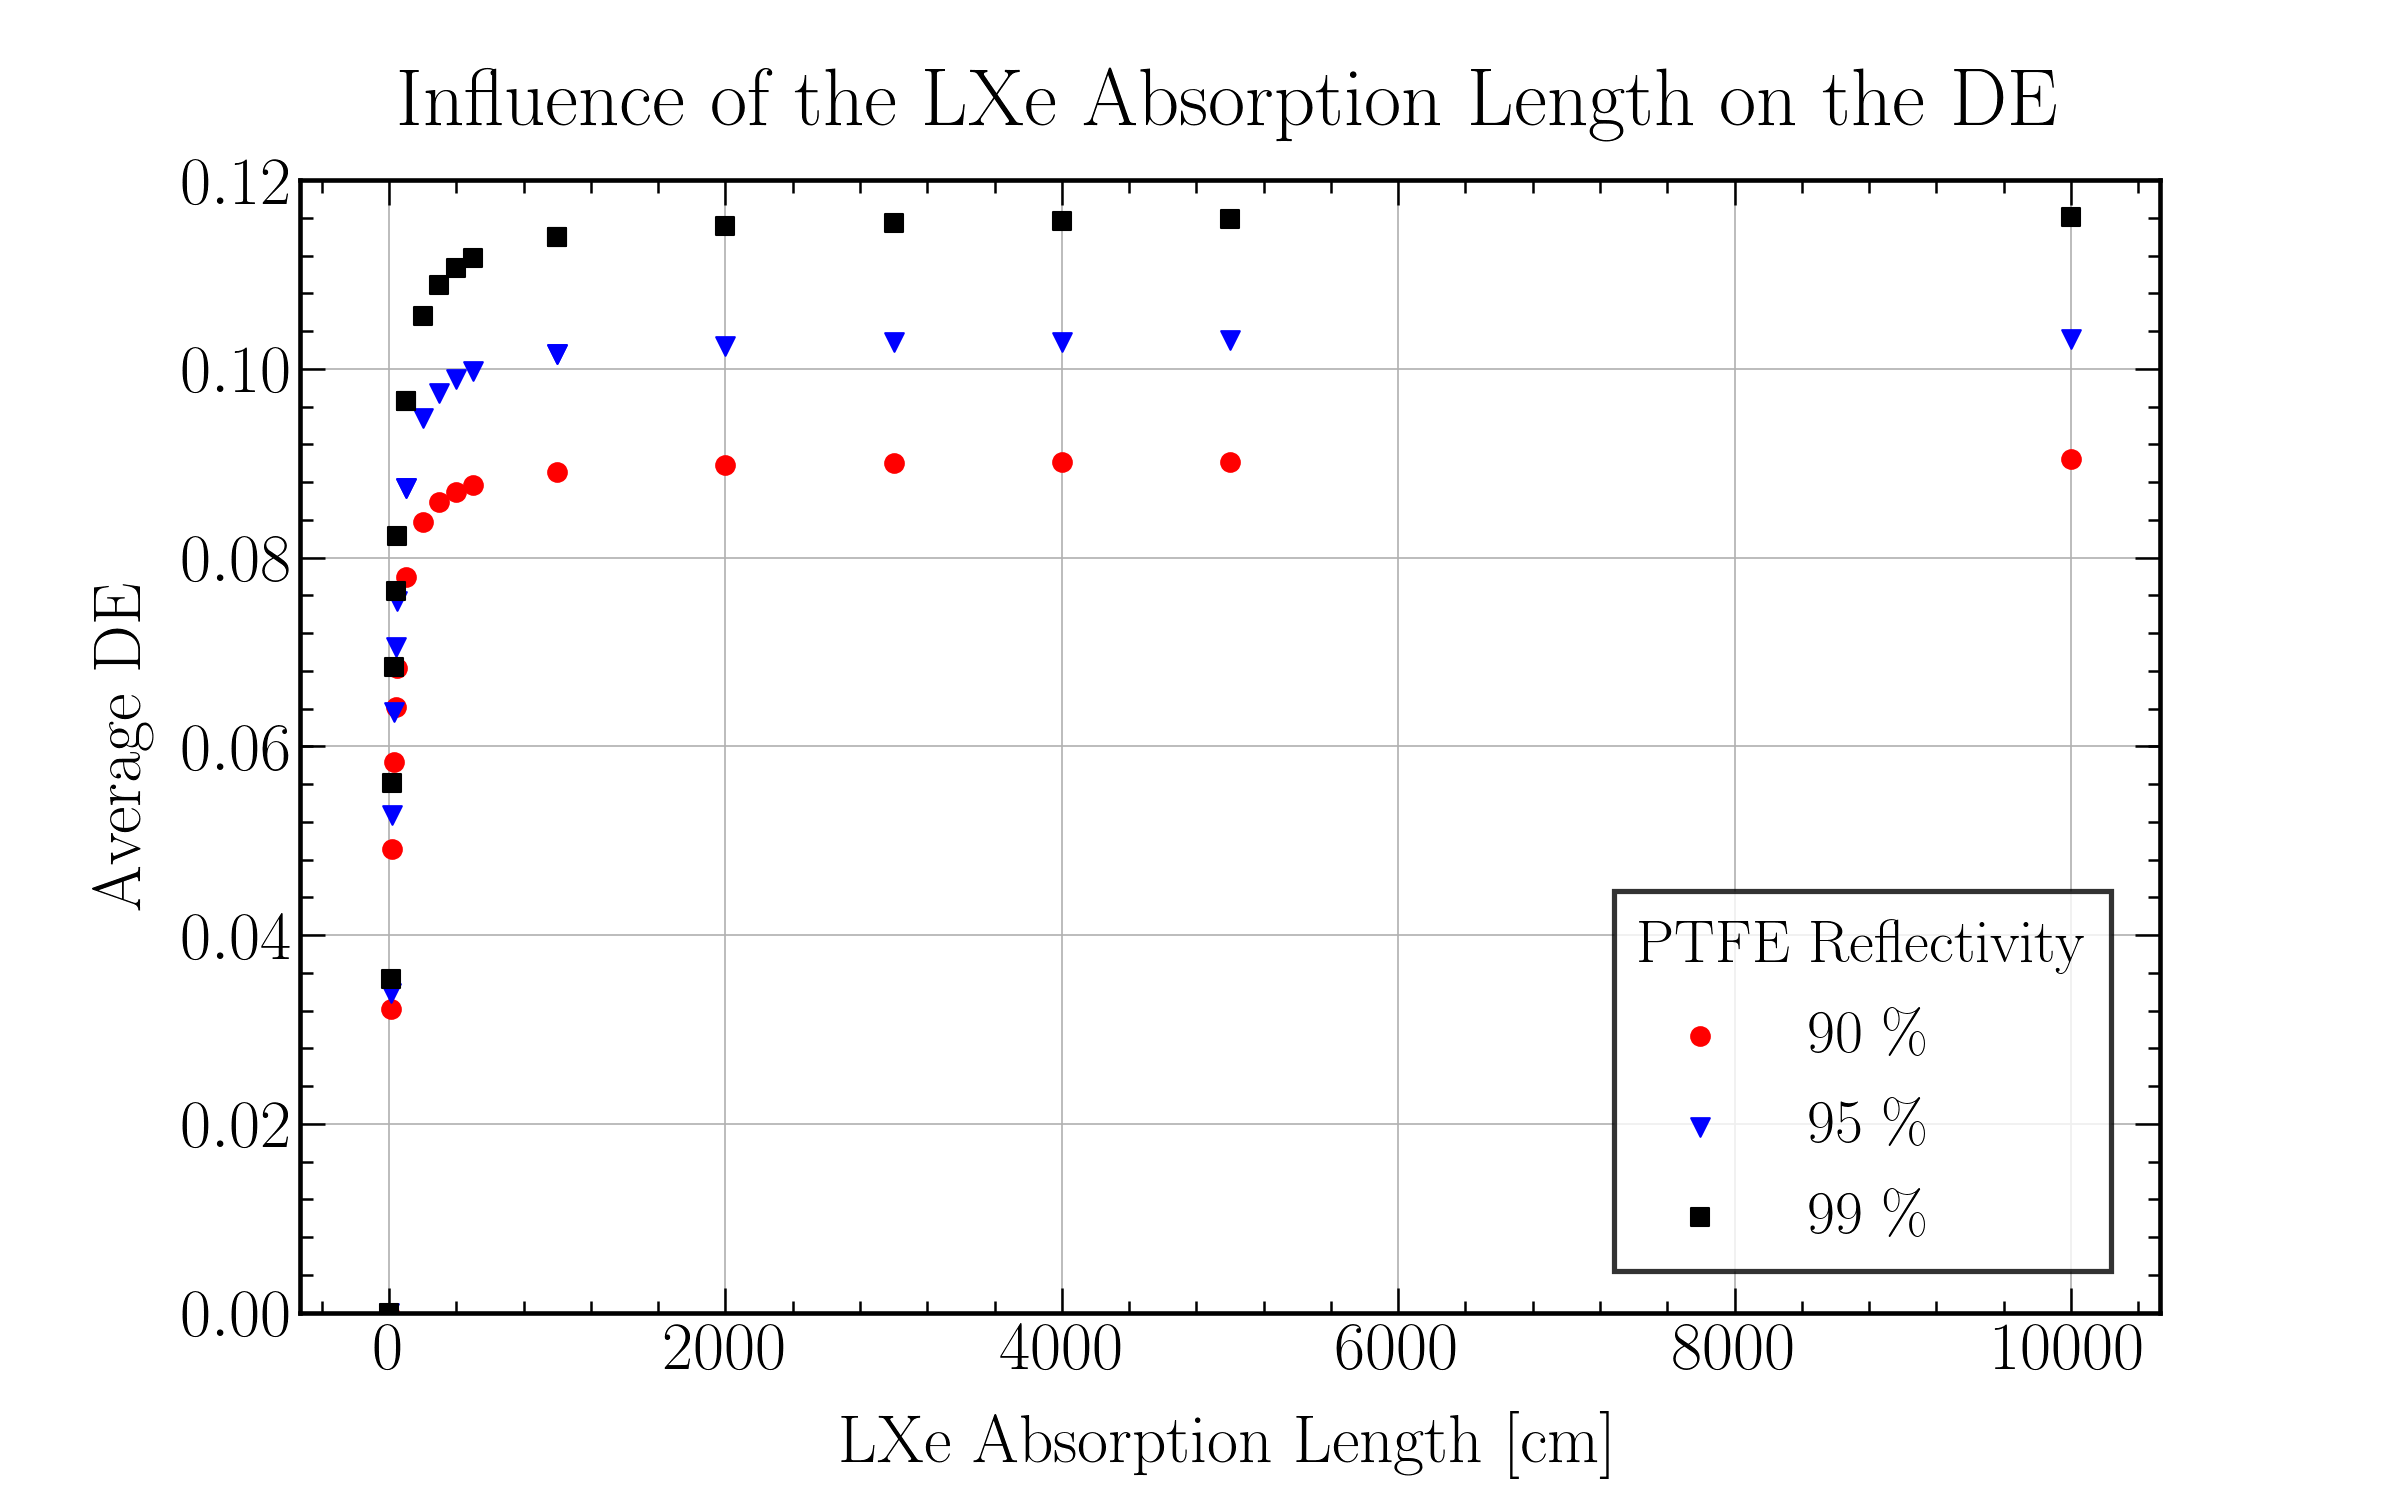 Influence of the LXe Absorption Length on the DE
0.12
0.10
0.08
0.06
0.04
0.02
0.00
Average DE
0 2000 4000 6000 8000 10000
LXe Absorption Length [cm]
PTFE Reflectivity
90 %
95 %
99 %